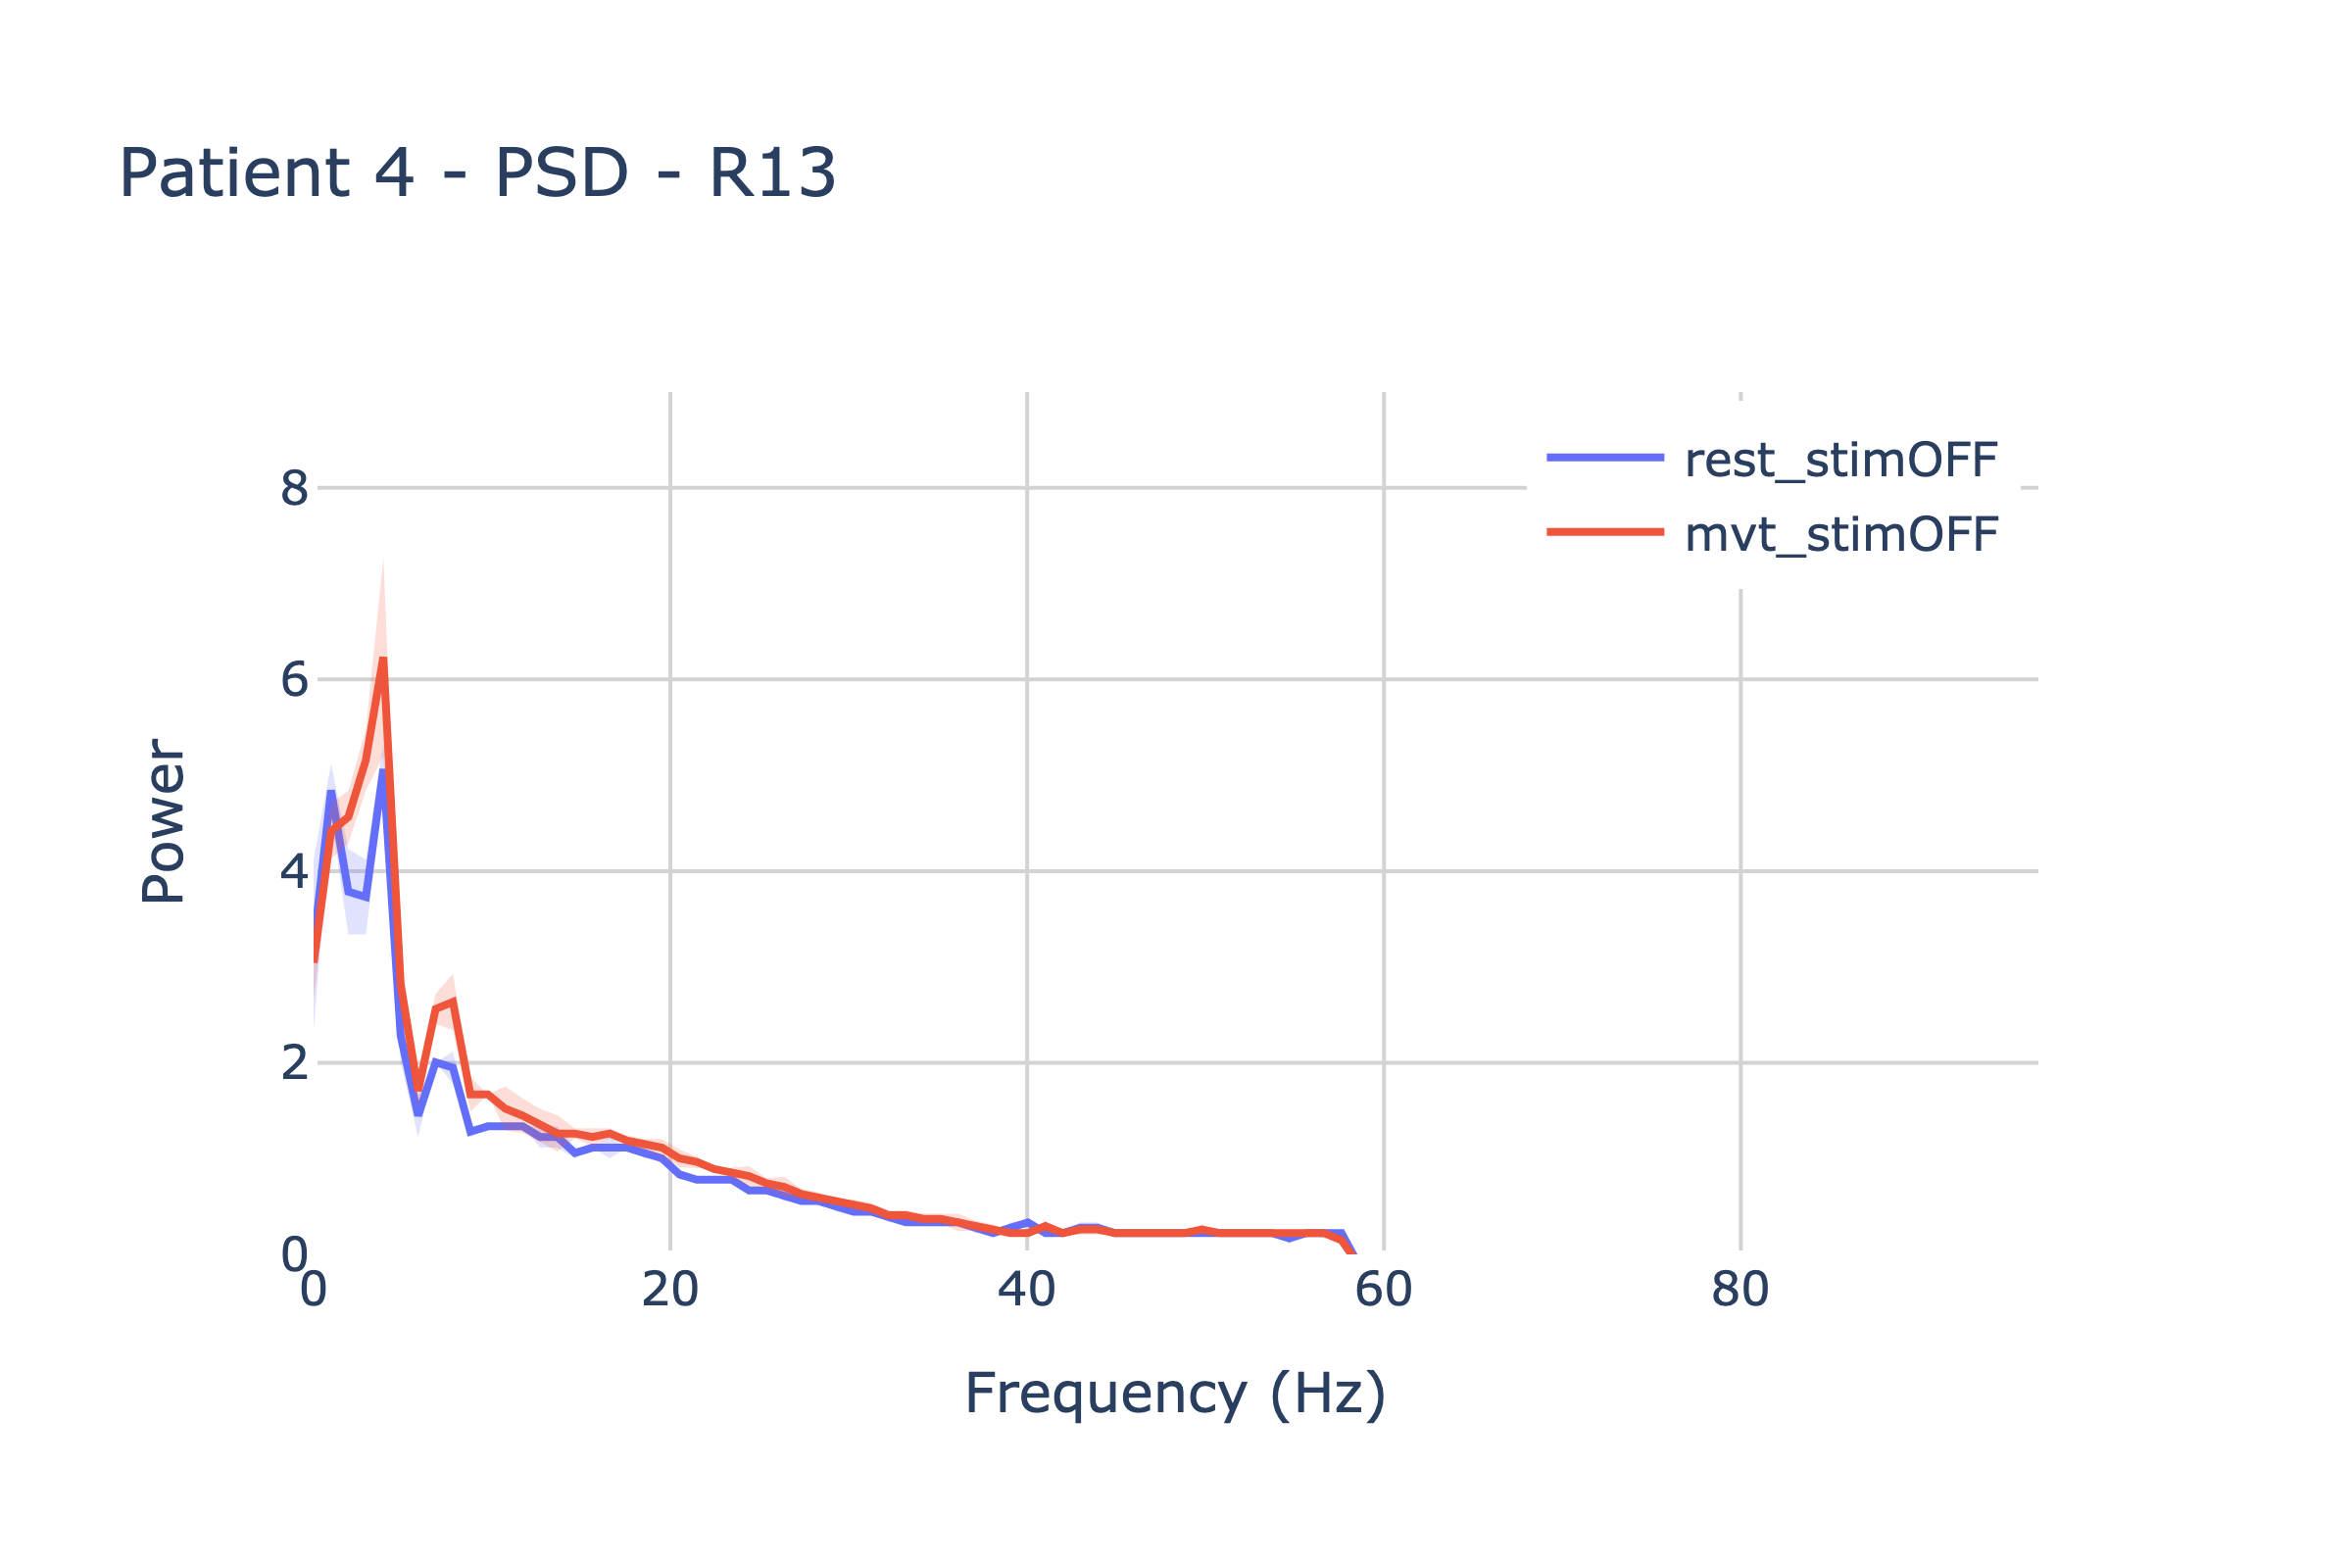 Patient 4 - PSD - R13
rest_stimOFF
mvt_stimOFF
8
6
4
2
0
Power
0 20 40 60 80
Frequency (Hz)